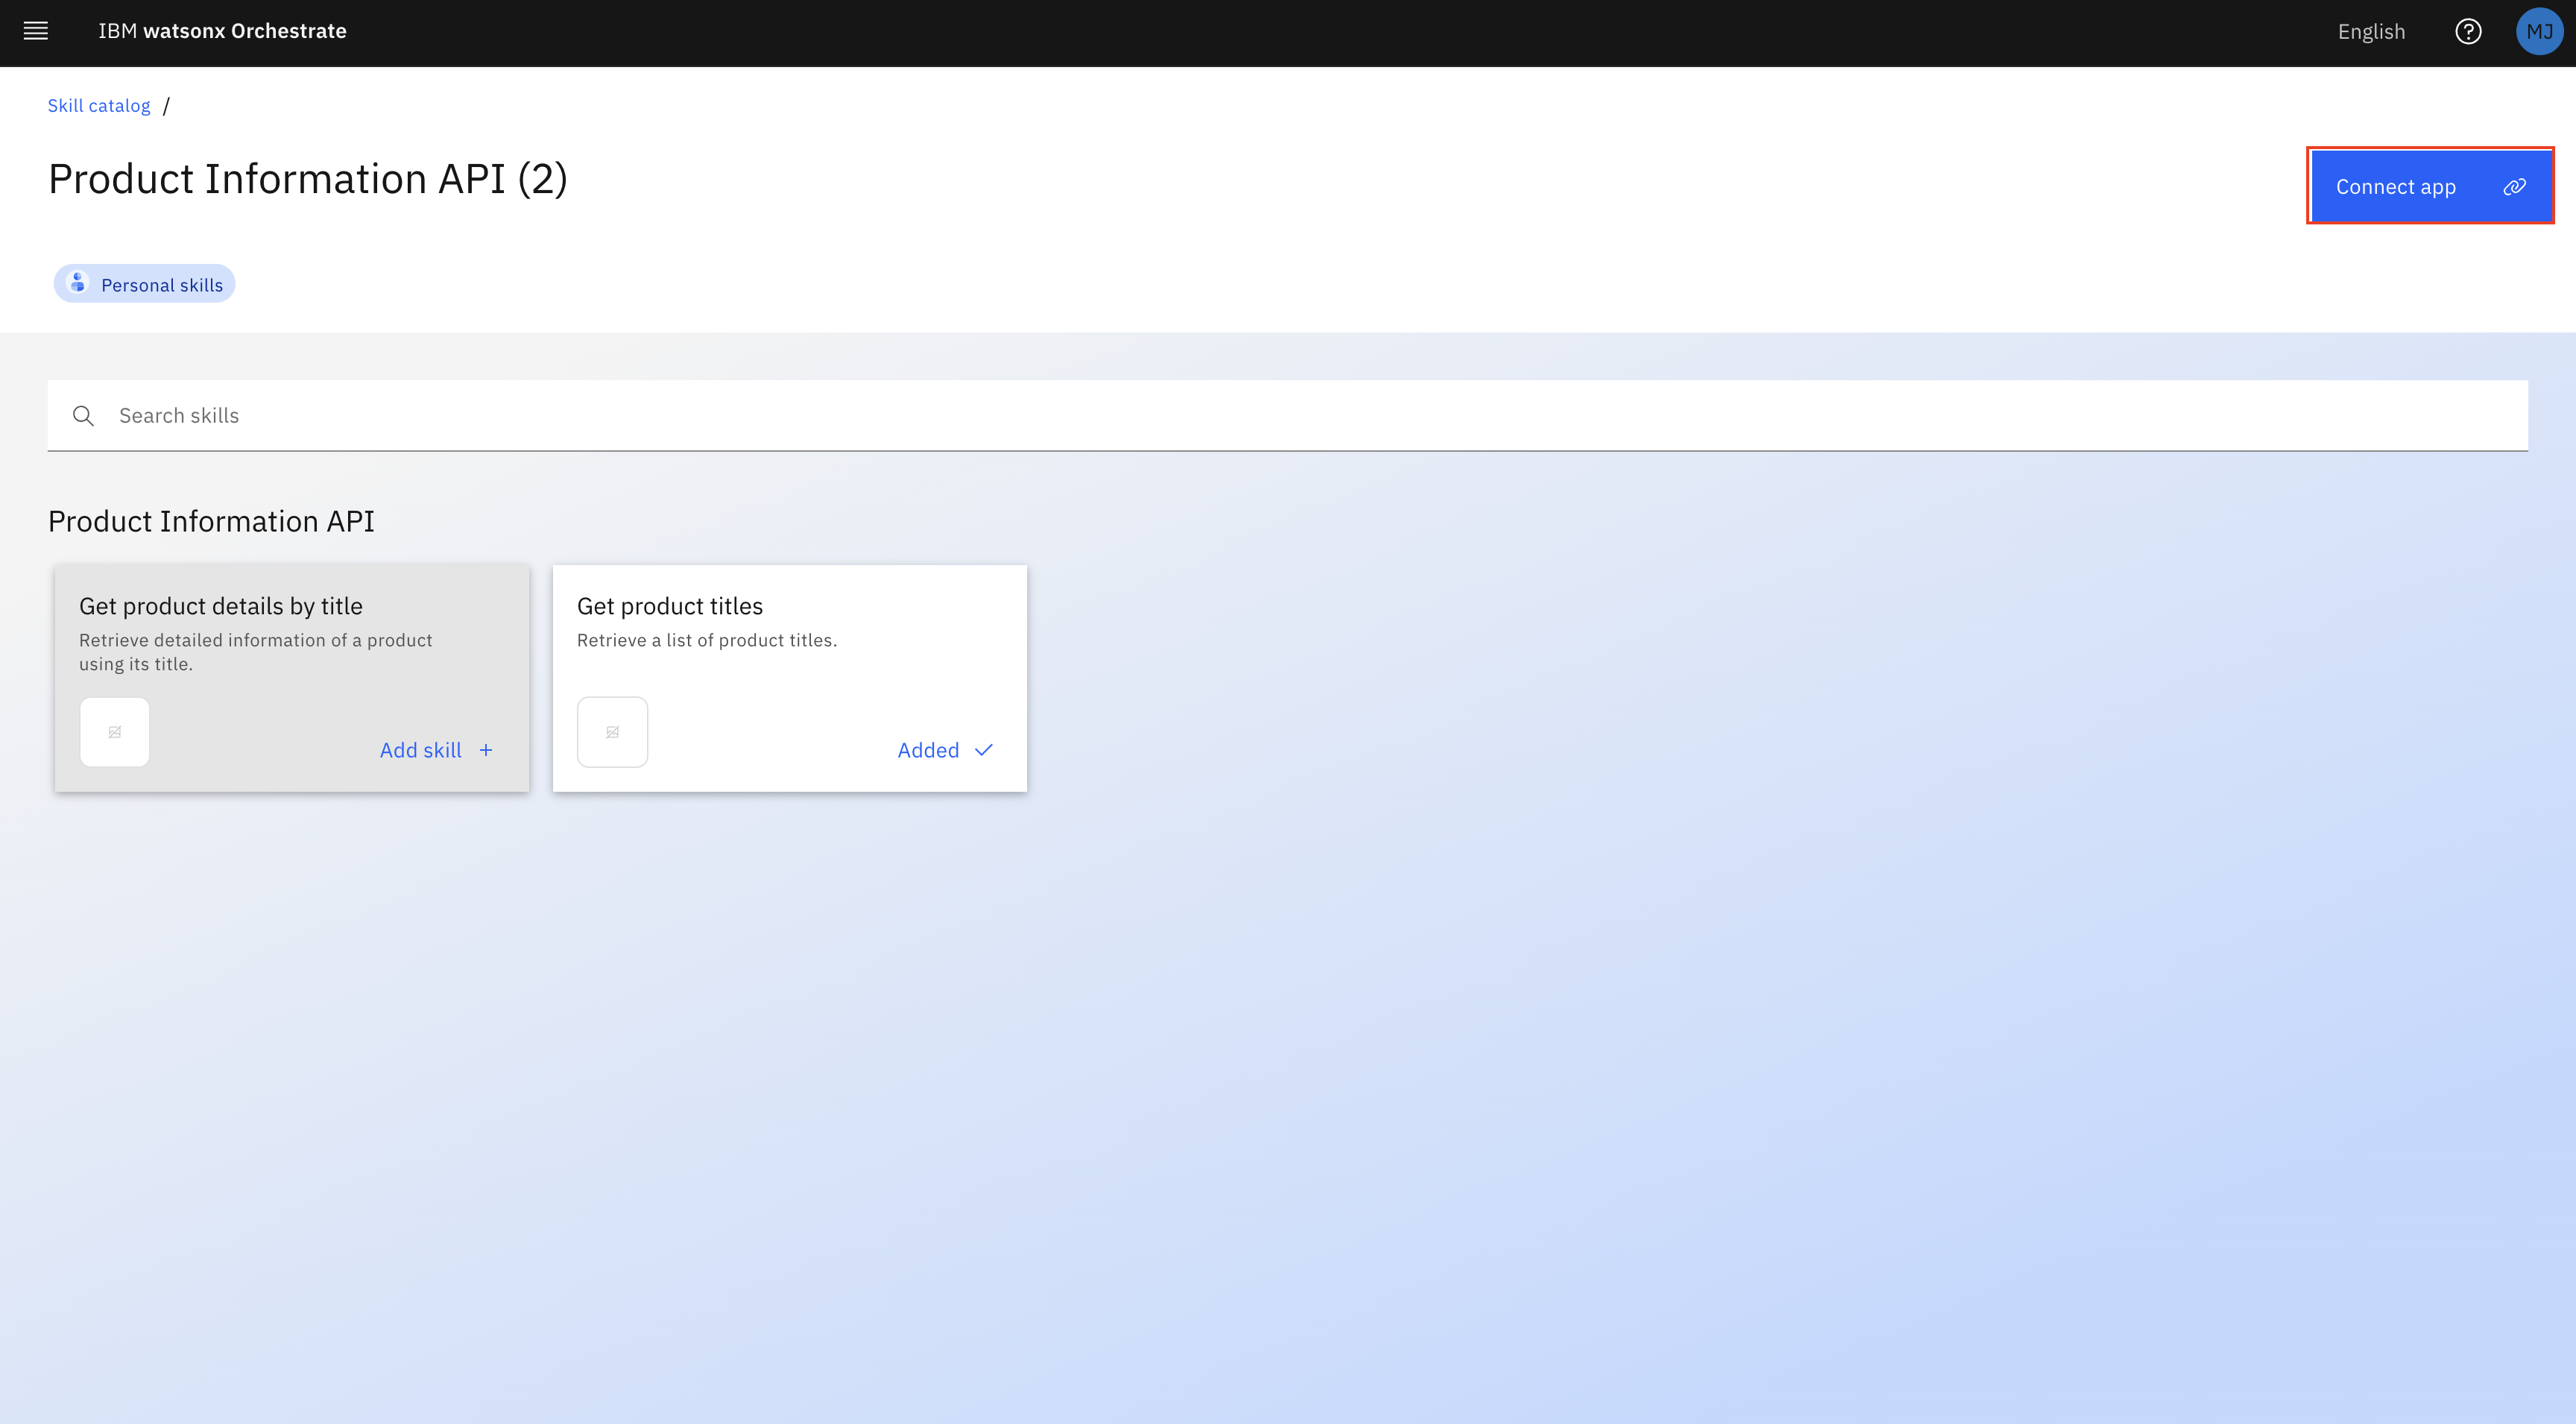 IBM watsonx Orchestrate
English
MJ
Skill catalog /
Product Information API (2)
Connect app
Personal skills
Search skills
Product Information API
Get product details by title
Retrieve detailed information of a product
using its title.
Add skill +
Get product titles
Retrieve a list of product titles.
Added